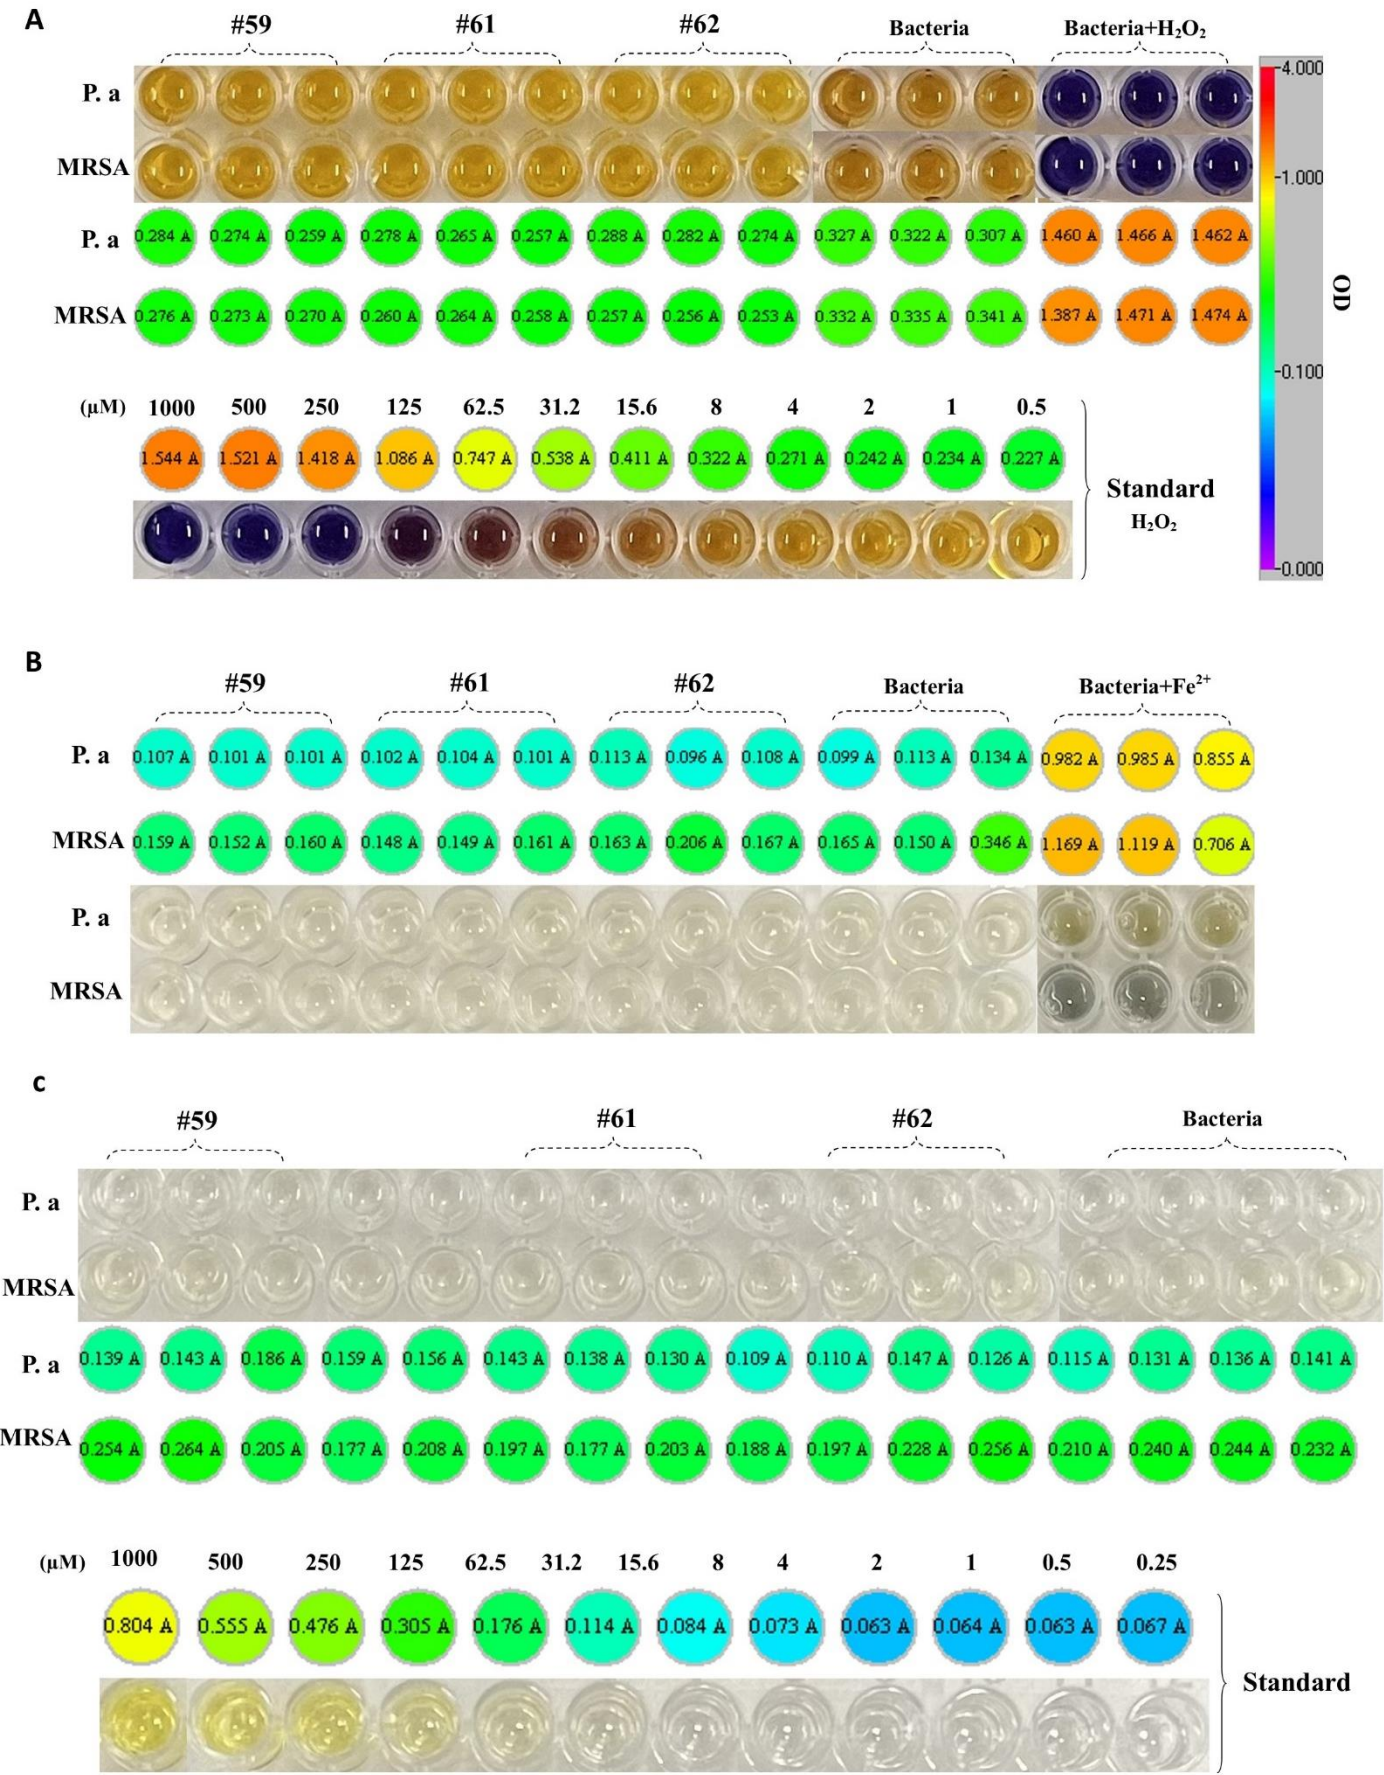 A
#59 #61 #62 Bacteria Bacteria+H₂O₂
P. a
MRSA
P. a 0.284 A 0.274 A 0.259 A 0.278 A 0.265 A 0.257 A 0.288 A 0.282 A 0.274 A 0.327 A 0.322 A 0.307 A 1.460 A 1.466 A 1.462 A
MRSA 0.276 A 0.273 A 0.270 A 0.260 A 0.264 A 0.258 A 0.257 A 0.256 A 0.253 A 0.332 A 0.335 A 0.341 A 1.387 A 1.471 A 1.474 A
4.000
1.000
0.100
0.000
OD
(µM) 1000 500 250 125 62.5 31.2 15.6 8 4 2 1 0.5
1.544 A 1.521 A 1.418 A 1.086 A 0.747 A 0.538 A 0.411 A 0.322 A 0.271 A 0.242 A 0.234 A 0.227 A
Standard
H₂O₂
B
#59 #61 #62 Bacteria Bacteria+Fe²⁺
P. a 0.107 A 0.101 A 0.101 A 0.102 A 0.104 A 0.101 A 0.113 A 0.096 A 0.108 A 0.099 A 0.113 A 0.134 A 0.982 A 0.985 A 0.855 A
MRSA 0.159 A 0.152 A 0.160 A 0.148 A 0.149 A 0.161 A 0.163 A 0.206 A 0.167 A 0.165 A 0.150 A 0.346 A 1.169 A 1.119 A 0.706 A
P. a
MRSA
c
#59 #61 #62 Bacteria
P. a
MRSA
P. a 0.139 A 0.143 A 0.186 A 0.159 A 0.156 A 0.143 A 0.138 A 0.130 A 0.109 A 0.110 A 0.147 A 0.126 A 0.115 A 0.131 A 0.136 A 0.141 A
MRSA 0.254 A 0.264 A 0.205 A 0.177 A 0.208 A 0.197 A 0.177 A 0.203 A 0.188 A 0.197 A 0.228 A 0.256 A 0.210 A 0.240 A 0.244 A 0.232 A
(µM) 1000 500 250 125 62.5 31.2 15.6 8 4 2 1 0.5 0.25
0.804 A 0.555 A 0.476 A 0.305 A 0.176 A 0.114 A 0.084 A 0.073 A 0.063 A 0.064 A 0.063 A 0.067 A
Standard